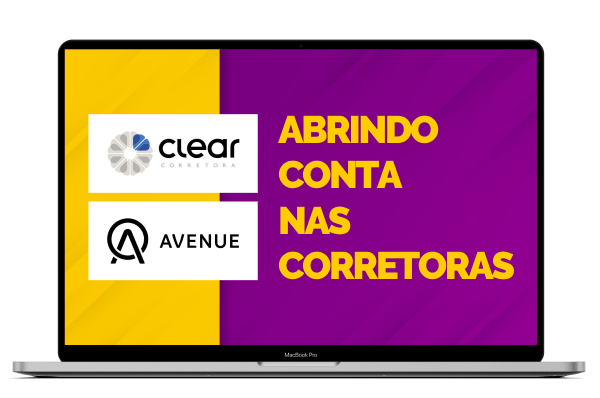 clear
CORRETORA
AVENUE
ABRINDO
CONTA
NAS
CORRETORAS
MacBook Pro